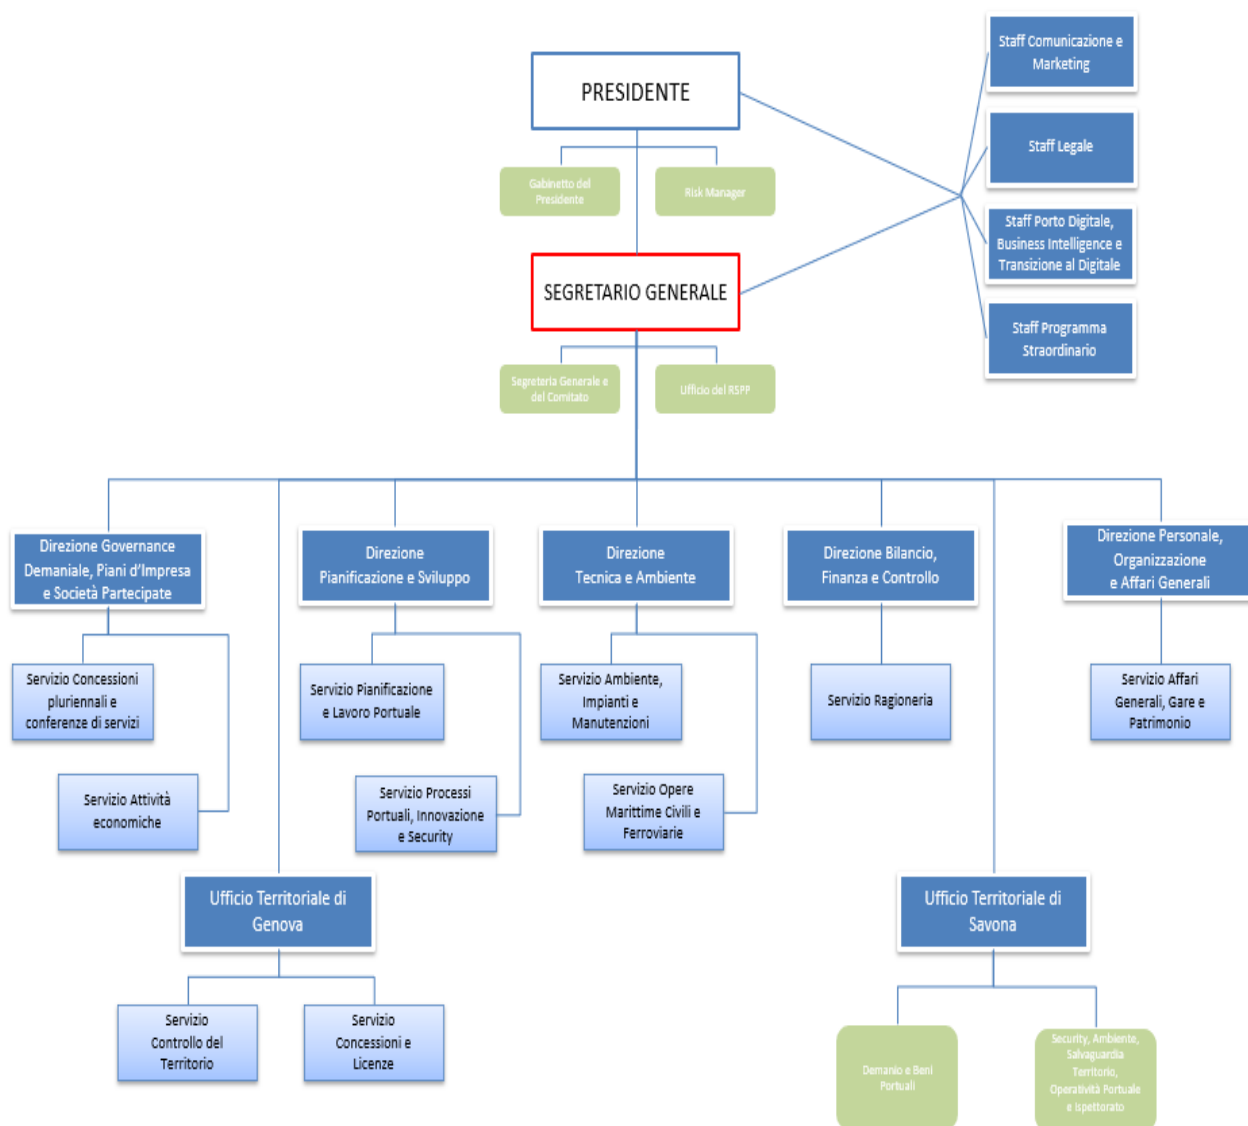 PRESIDENTE
Staff Comunicazione e
Marketing
Staff Legale
Staff Porto Digitale,
Business Intelligence e
Transizione al Digitale
Staff Programma
Straordinario
Gabinetto del
Presidente
Risk Manager
SEGRETARIO GENERALE
Segreteria Generale e
del Comitato
Ufficio del RSPP
Direzione Governance
Demaniale, Piani d'Impresa
e Società Partecipate
Direzione
Pianificazione e Sviluppo
Direzione
Tecnica e Ambiente
Direzione Bilancio,
Finanza e Controllo
Direzione Personale,
Organizzazione
e Affari Generali
Servizio Concessioni
pluriennali e
conferenze di servizi
Servizio Pianificazione
e Lavoro Portuale
Servizio Ambiente,
Impianti e
Manutenzioni
Servizio Ragioneria
Servizio Affari
Generali, Gare e
Patrimonio
Servizio Attività
economiche
Servizio Processi
Portuali, Innovazione
e Security
Servizio Opere
Marittime Civili e
Ferroviarie
Ufficio Territoriale di
Genova
Ufficio Territoriale di
Savona
Servizio
Controllo del
Territorio
Servizio
Concessioni e
Licenze
Demanio e Beni
Portuali
Security, Ambiente,
Salvaguardia
Territorio,
Operatività Portuale
e Ispettorato